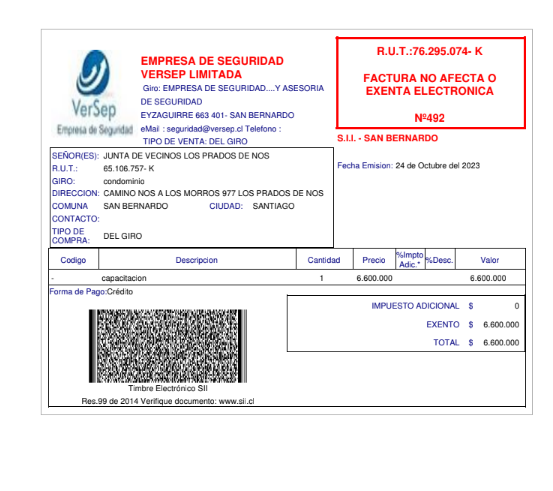 VerSep
Empresa de Seguridad
EMPRESA DE SEGURIDAD
VERSEP LIMITADA
Giro: EMPRESA DE SEGURIDAD....Y ASESORIA
DE SEGURIDAD
EYZAGUIRRE 663 401- SAN BERNARDO
eMail : seguridad@versep.cl Telefono :
TIPO DE VENTA: DEL GIRO
R.U.T.:76.295.074- K
FACTURA NO AFECTA O
EXENTA ELECTRONICA
Nº492
S.I.I. - SAN BERNARDO
Fecha Emision: 24 de Octubre del 2023
SEÑOR(ES): JUNTA DE VECINOS LOS PRADOS DE NOS
R.U.T.: 65.106.757- K
GIRO: condominio
DIRECCION: CAMINO NOS A LOS MORROS 977 LOS PRADOS DE NOS
COMUNA SAN BERNARDO CIUDAD: SANTIAGO
CONTACTO:
TIPO DE
COMPRA: DEL GIRO
Codigo Descripcion Cantidad Precio %Impto Adic.* %Desc. Valor
- capacitacion 1 6.600.000 6.600.000
Forma de Pago:Crédito
IMPUESTO ADICIONAL $ 0
EXENTO $ 6.600.000
TOTAL $ 6.600.000
Timbre Electrónico SII
Res.99 de 2014 Verifique documento: www.sii.cl